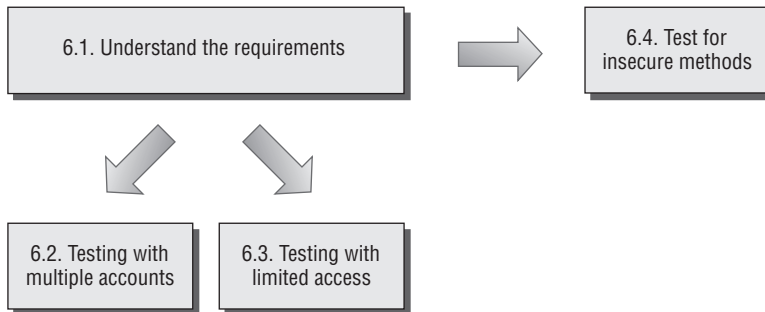 6.1. Understand the requirements
6.4. Test for
insecure methods
6.2. Testing with
multiple accounts
6.3. Testing with
limited access